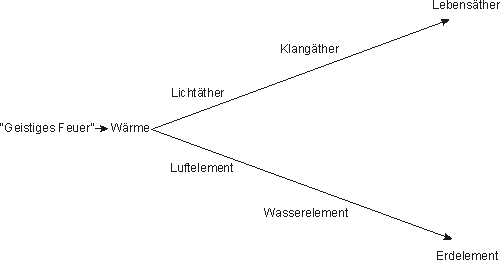 Lebensäther
Klangäther
Lichtäther
"Geistiges Feuer" Wärme
Luftelement
Wasserelement
Erdelement